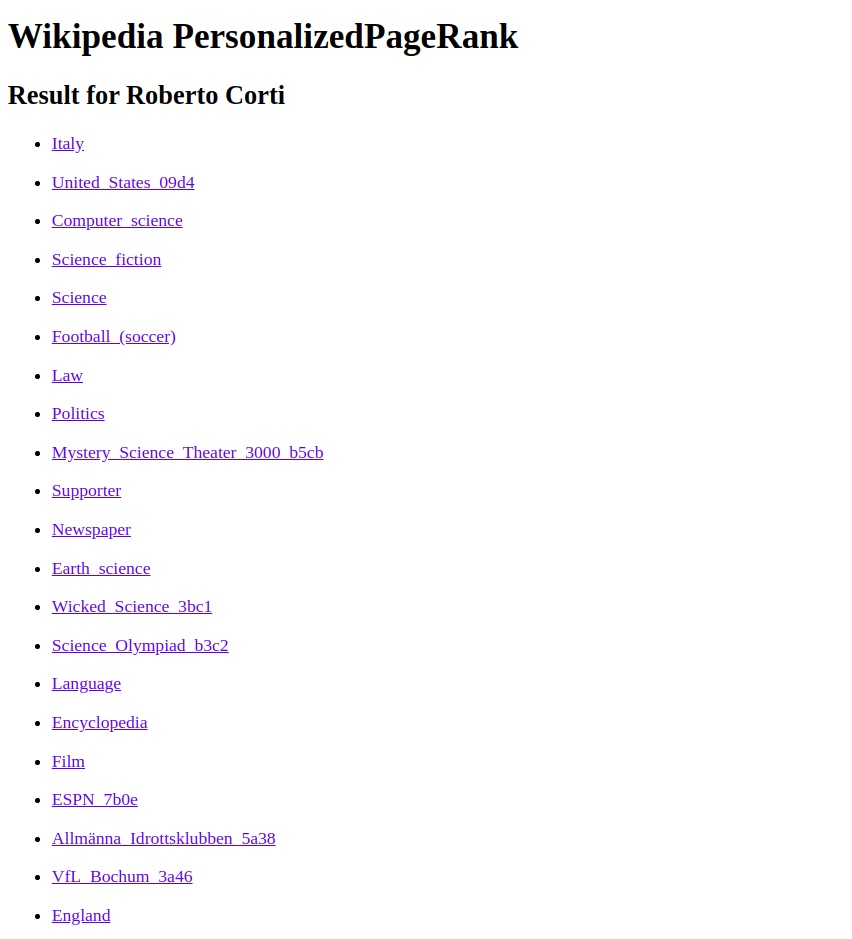 Wikipedia PersonalizedPageRank
Result for Roberto Corti
Italy
United_States_09d4
Computer_science
Science_fiction
Science
Football_(soccer)
Law
Politics
Mystery_Science_Theater_3000_b5cb
Supporter
Newspaper
Earth_science
Wicked_Science_3bc1
Science_Olympiad_b3c2
Language
Encyclopedia
Film
ESPN_7b0e
Allmänna_Idrottsklubben_5a38
VfL_Bochum_3a46
England